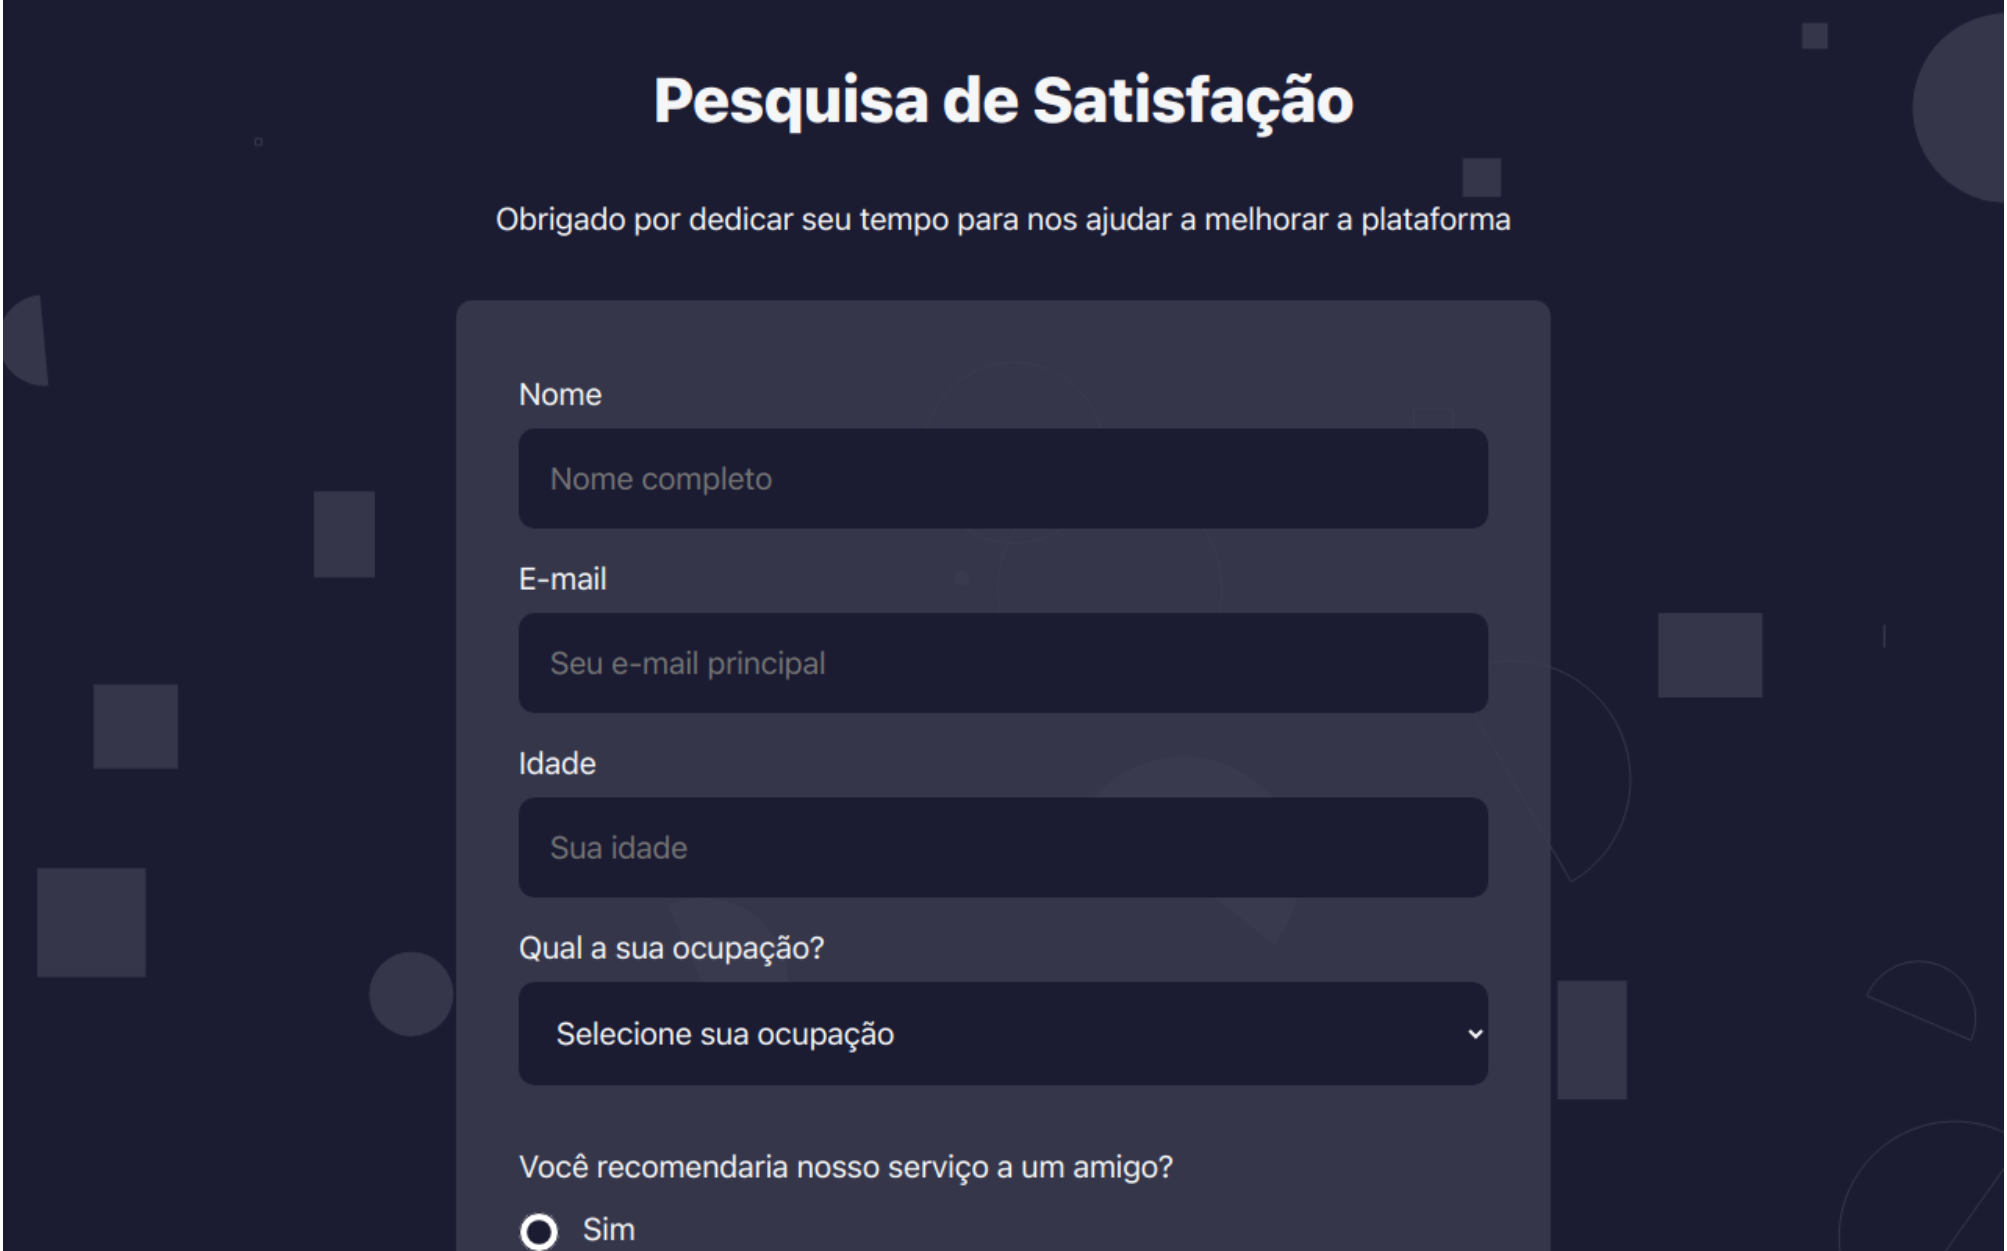 Pesquisa de Satisfação
Obrigado por dedicar seu tempo para nos ajudar a melhorar a plataforma
Nome
Nome completo
E-mail
Seu e-mail principal
Idade
Sua idade
Qual a sua ocupação?
Selecione sua ocupação
Você recomendaria nosso serviço a um amigo?
Sim